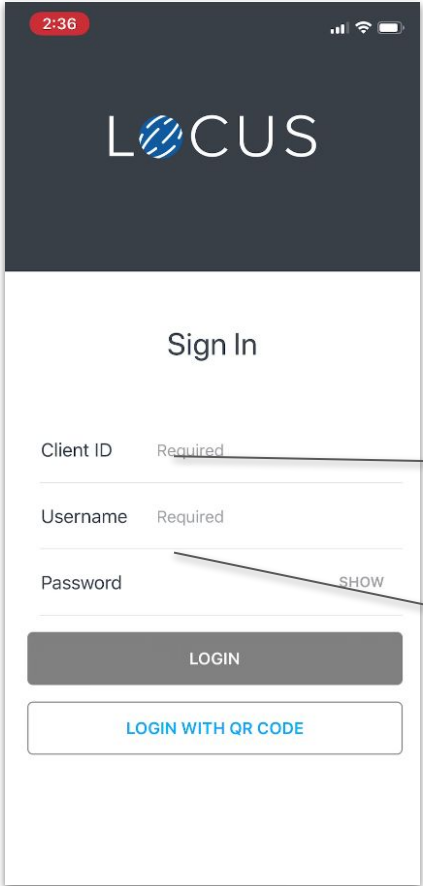 2:36
LOCUS
Sign In
Client ID Required
Username Required
Password SHOW
LOGIN
LOGIN WITH QR CODE